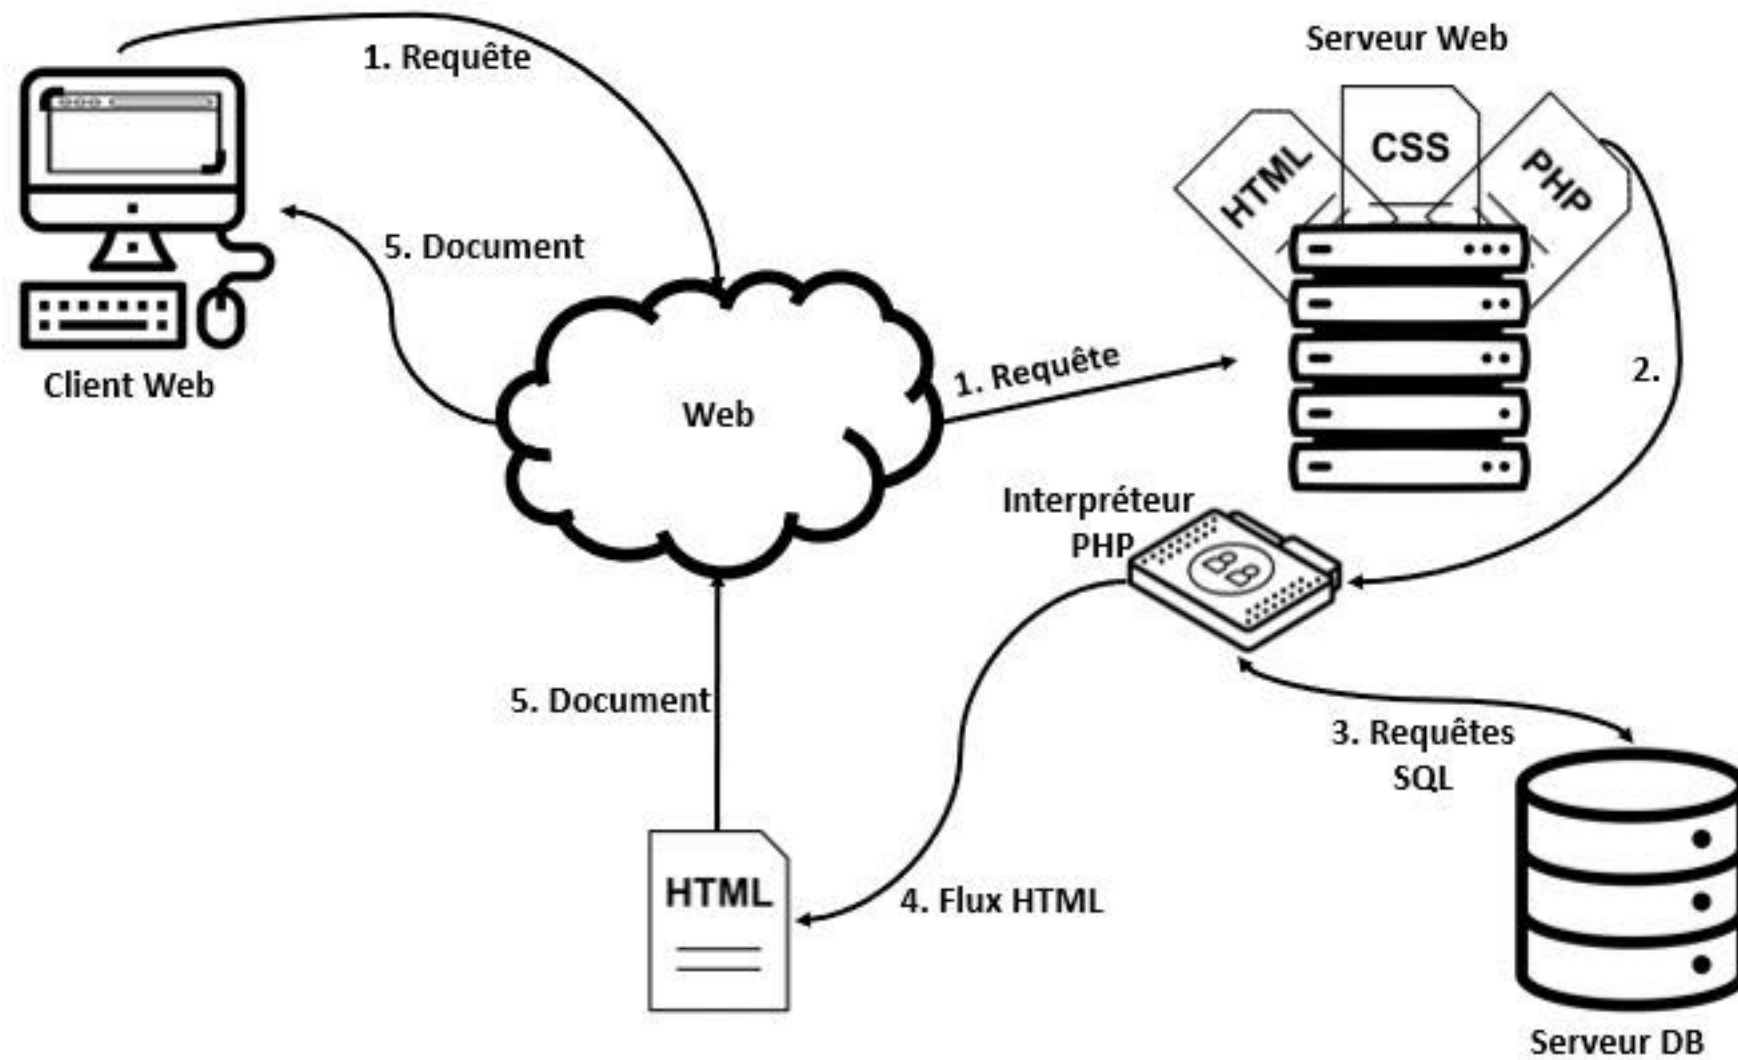 1. Requête
Serveur Web
HTML
CSS
PHP
5. Document
Client Web
1. Requête
2.
Web
Interpréteur
PHP
5. Document
3. Requêtes
SQL
HTML
4. Flux HTML
Serveur DB